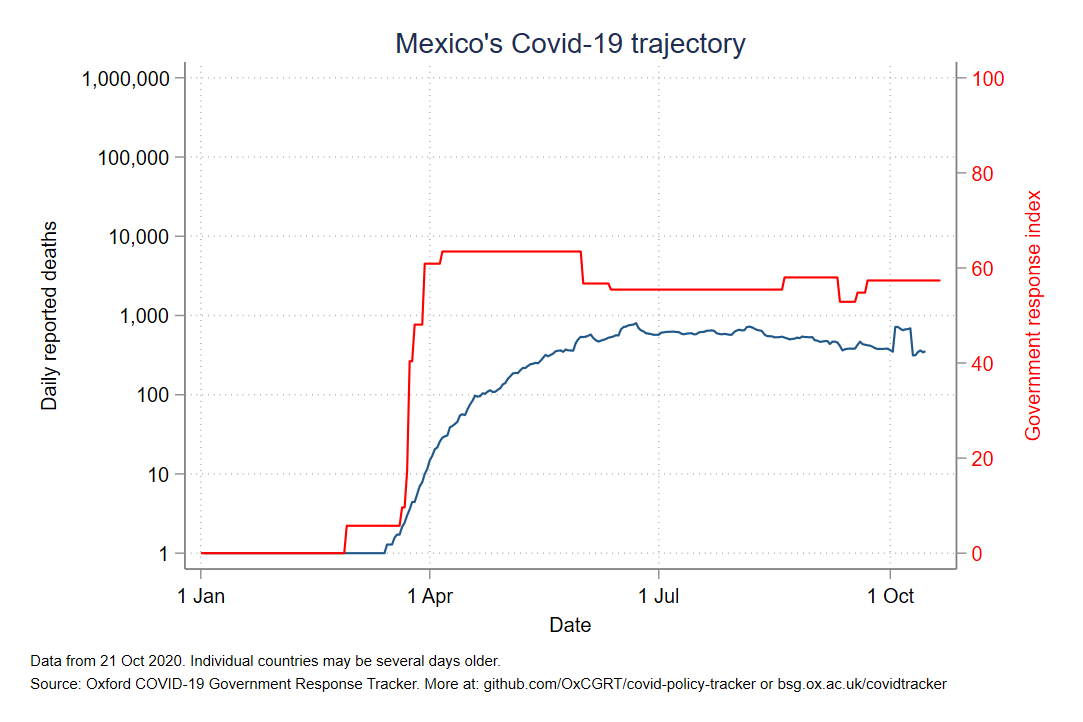 Mexico's Covid-19 trajectory
1,000,000
100,000
10,000
1,000
100
10
1
Daily reported deaths
100
80
60
40
20
0
Government response index
1 Jan
1 Apr
1 Jul
1 Oct
Date
Data from 21 Oct 2020. Individual countries may be several days older.
Source: Oxford COVID-19 Government Response Tracker. More at: github.com/OxCGRT/covid-policy-tracker or bsg.ox.ac.uk/covidtracker